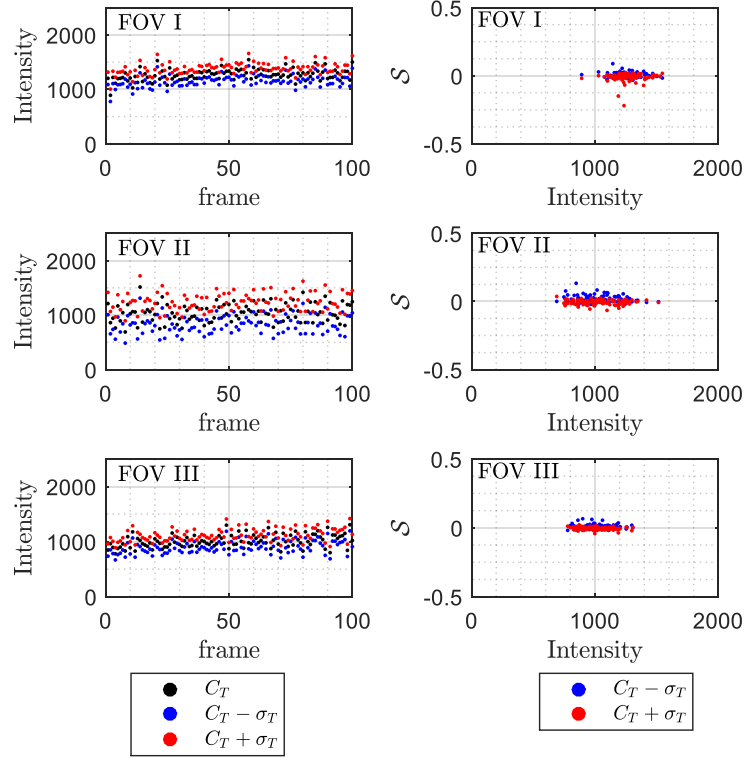 FOV I
2500
2000
1000
0
Intensity
0 50 100
frame
FOV I
0.5
0
-0.5
𝒮
0 1000 2000
Intensity
FOV II
2000
1000
0
Intensity
0 50 100
frame
FOV II
0.5
0
-0.5
𝒮
0 1000 2000
Intensity
FOV III
2000
1000
0
Intensity
0 50 100
frame
FOV III
0.5
0
-0.5
𝒮
0 1000 2000
Intensity
C_T
C_T − σ_T
C_T + σ_T
C_T − σ_T
C_T + σ_T